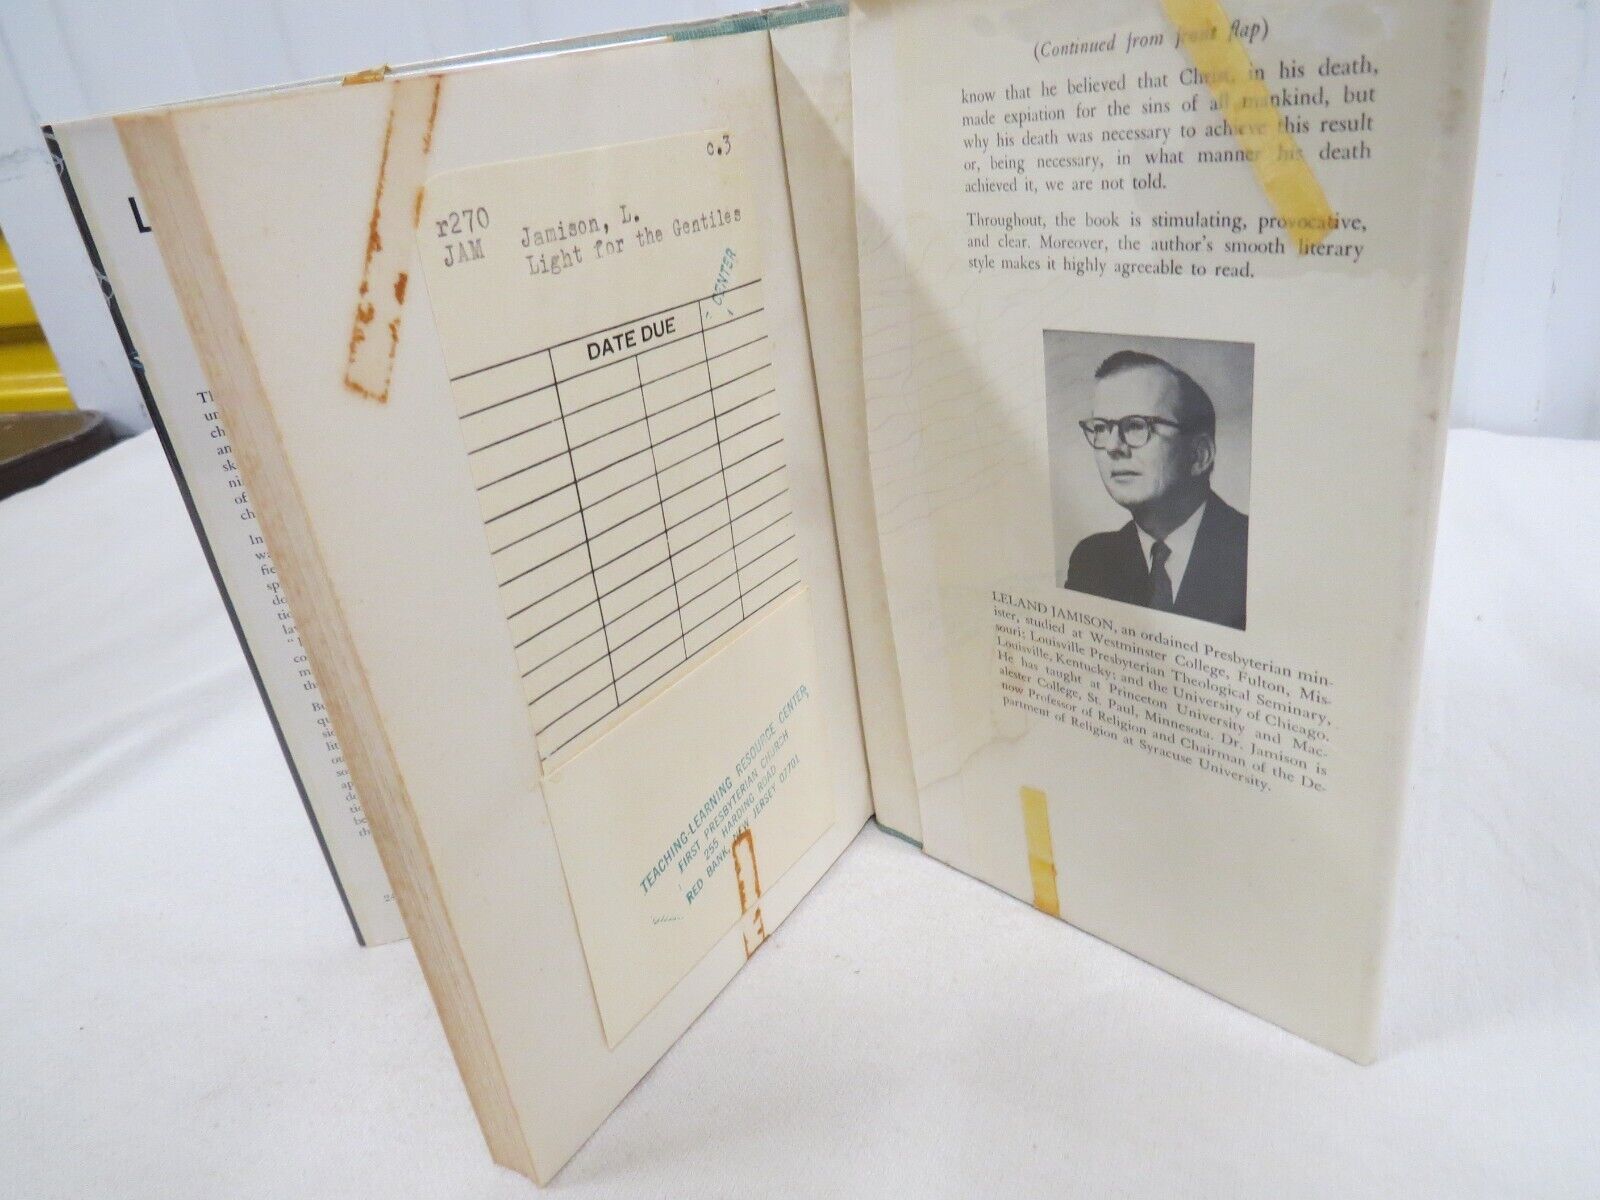 L
c.3
r270
JAM
Jamison, L.
Light for the Gentiles
CENTER
DATE DUE
TEACHING-LEARNING RESOURCE CENTER
FIRST PRESBYTERIAN CHURCH
255 HARDING ROAD
RED BANK, NEW JERSEY 07701
(Continued from front flap)
know that he believed that Christ, in his death,
made expiation for the sins of all mankind, but
why his death was necessary to achieve this result
or, being necessary, in what manner his death
achieved it, we are not told.
Throughout, the book is stimulating, provocative,
and clear. Moreover, the author's smooth literary
style makes it highly agreeable to read.
LELAND JAMISON, an ordained Presbyterian min-
ister, studied at Westminster College, Fulton, Mis-
souri; Louisville Presbyterian Theological Seminary,
Louisville, Kentucky; and the University of Chicago.
He has taught at Princeton University and Mac-
alester College, St. Paul, Minnesota. Dr. Jamison is
now Professor of Religion and Chairman of the De-
partment of Religion at Syracuse University.